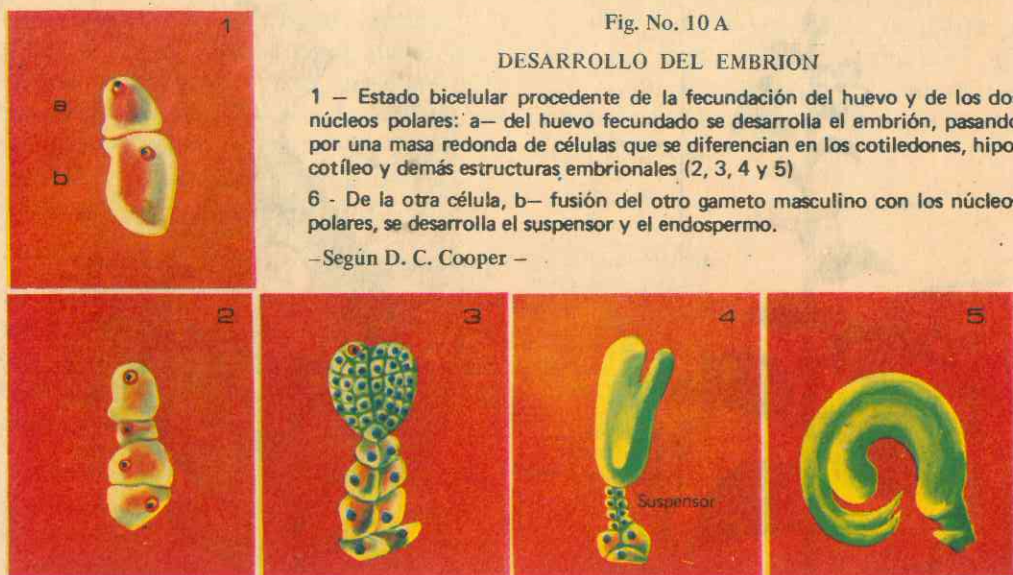 1
a
b
Fig. No. 10 A
DESARROLLO DEL EMBRION
1 – Estado bicelular procedente de la fecundación del huevo y de los do
núcleos polares: a– del huevo fecundado se desarrolla el embrión, pasando
por una masa redonda de células que se diferencian en los cotiledones, hipo
cotíleo y demás estructuras embrionales (2, 3, 4 y 5)
6 - De la otra célula, b– fusión del otro gameto masculino con los núcleo
polares, se desarrolla el suspensor y el endospermo.
–Según D. C. Cooper –
2
3
4
Suspensor
5